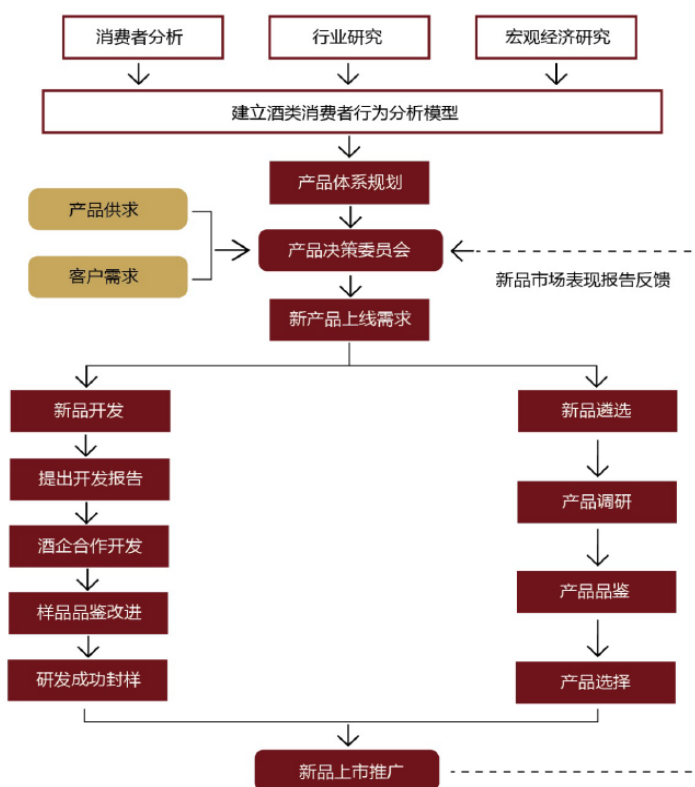 消费者分析
行业研究
宏观经济研究
建立酒类消费者行为分析模型
产品体系规划
产品供求
产品决策委员会
客户需求
新品市场表现报告反馈
新产品上线需求
新品开发
新品遴选
提出开发报告
产品调研
酒企合作开发
产品品鉴
样品品鉴改进
研发成功封样
产品选择
新品上市推广